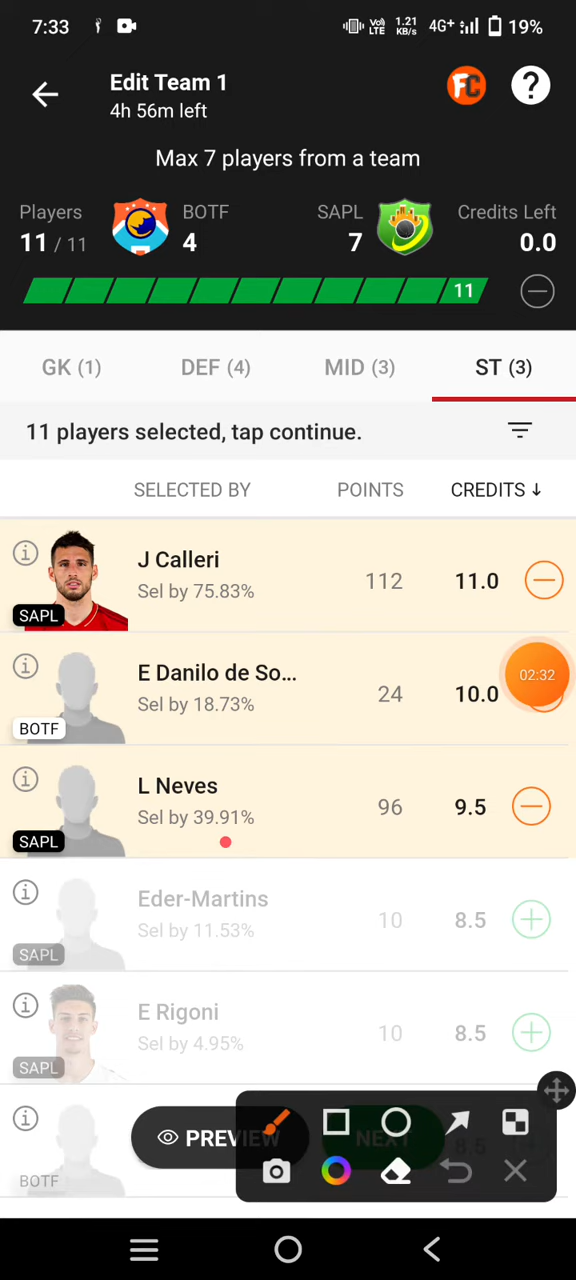 7:33
Vo)
LTE
1.21
KB/s
4G+
19%
Edit Team 1
4h 56m left
FC
?
Max 7 players from a team
Players
BOTF
SAPL
Credits Left
11 / 11
4
7
0.0
11
GK (1)
DEF (4)
MID (3)
ST (3)
11 players selected, tap continue.
SELECTED BY
POINTS
CREDITS ↓
J Calleri
Sel by 75.83%
112
11.0
SAPL
E Danilo de So...
Sel by 18.73%
24
10.0
02:32
BOTF
L Neves
Sel by 39.91%
96
9.5
SAPL
Eder-Martins
Sel by 11.53%
10
8.5
SAPL
E Rigoni
Sel by 4.95%
10
8.5
SAPL
PREVIEW
NEXT
8.5
BOTF